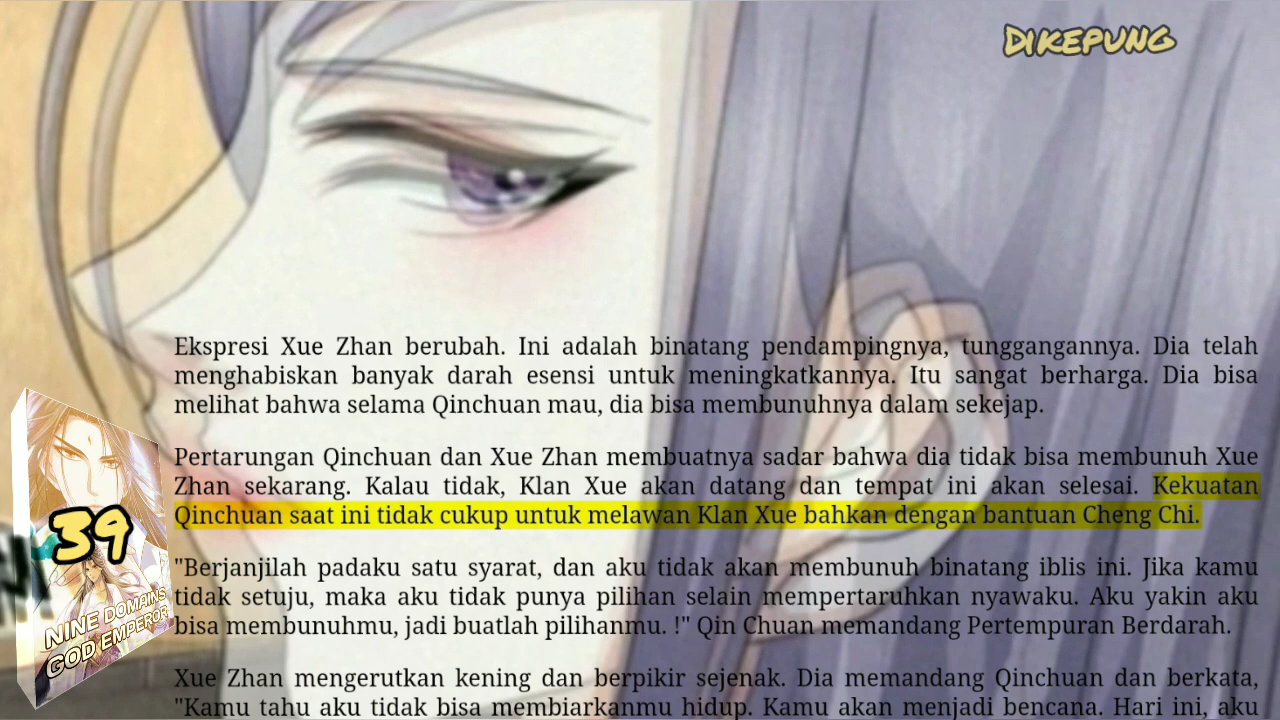 DIKEPUNG
Ekspresi Xue Zhan berubah. Ini adalah binatang pendampingnya, tunggangannya. Dia telah
menghabiskan banyak darah esensi untuk meningkatkannya. Itu sangat berharga. Dia bisa
melihat bahwa selama Qinchuan mau, dia bisa membunuhnya dalam sekejap.
Pertarungan Qinchuan dan Xue Zhan membuatnya sadar bahwa dia tidak bisa membunuh Xue
Zhan sekarang. Kalau tidak, Klan Xue akan datang dan tempat ini akan selesai. Kekuatan
Qinchuan saat ini tidak cukup untuk melawan Klan Xue bahkan dengan bantuan Cheng Chi.
"Berjanjilah padaku satu syarat, dan aku tidak akan membunuh binatang iblis ini. Jika kamu
tidak setuju, maka aku tidak punya pilihan selain mempertaruhkan nyawaku. Aku yakin aku
bisa membunuhmu, jadi buatlah pilihanmu. !" Qin Chuan memandang Pertempuran Berdarah.
Xue Zhan mengerutkan kening dan berpikir sejenak. Dia memandang Qinchuan dan berkata,
"Kamu tahu aku tidak bisa membiarkanmu hidup. Kamu akan menjadi bencana. Hari ini, aku
39
NINE DOMAINS
GOD EMPEROR